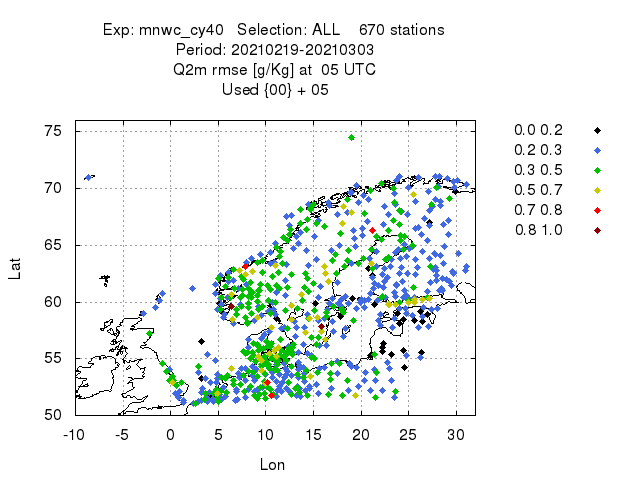 Exp: mnwc_cy40 Selection: ALL 670 stations
Period: 20210219-20210303
Q2m rmse [g/Kg] at 05 UTC
Used {00} + 05
0.0 0.2
0.2 0.3
0.3 0.5
0.5 0.7
0.7 0.8
0.8 1.0
75
70
65
60
55
50
Lat
-10 -5 0 5 10 15 20 25 30
Lon